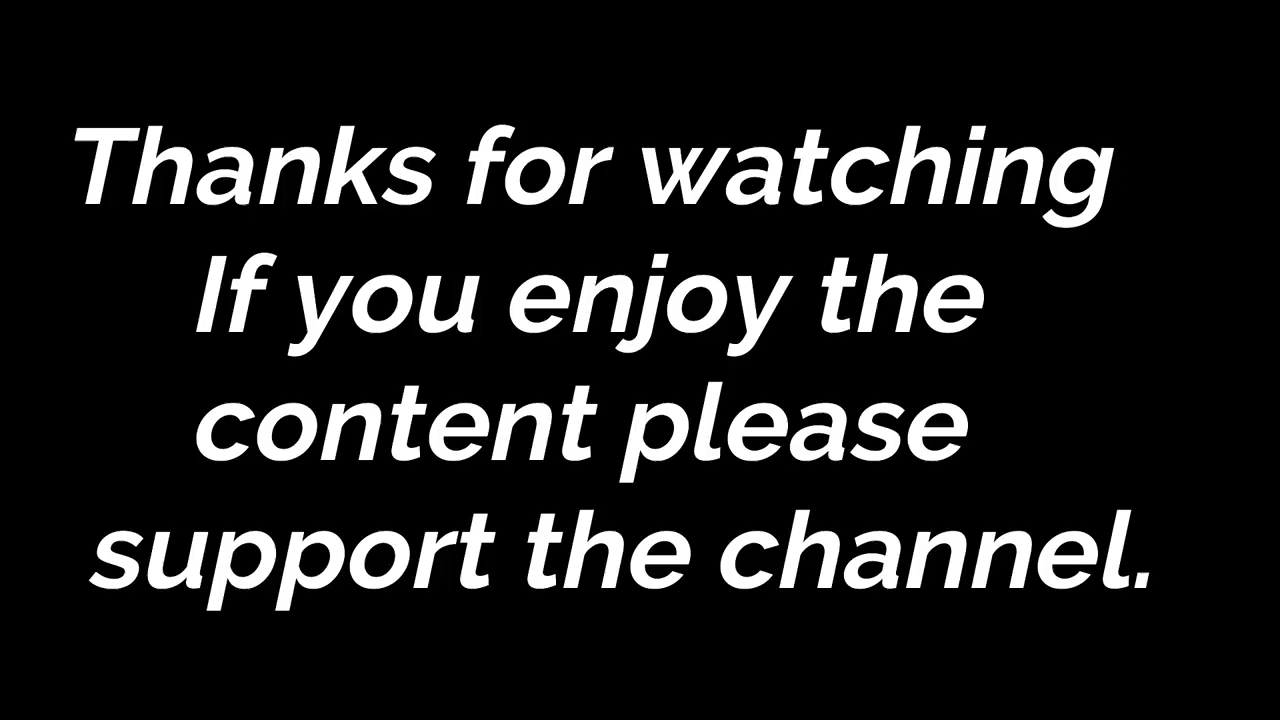 Thanks for watching
If you enjoy the
content please
support the channel.